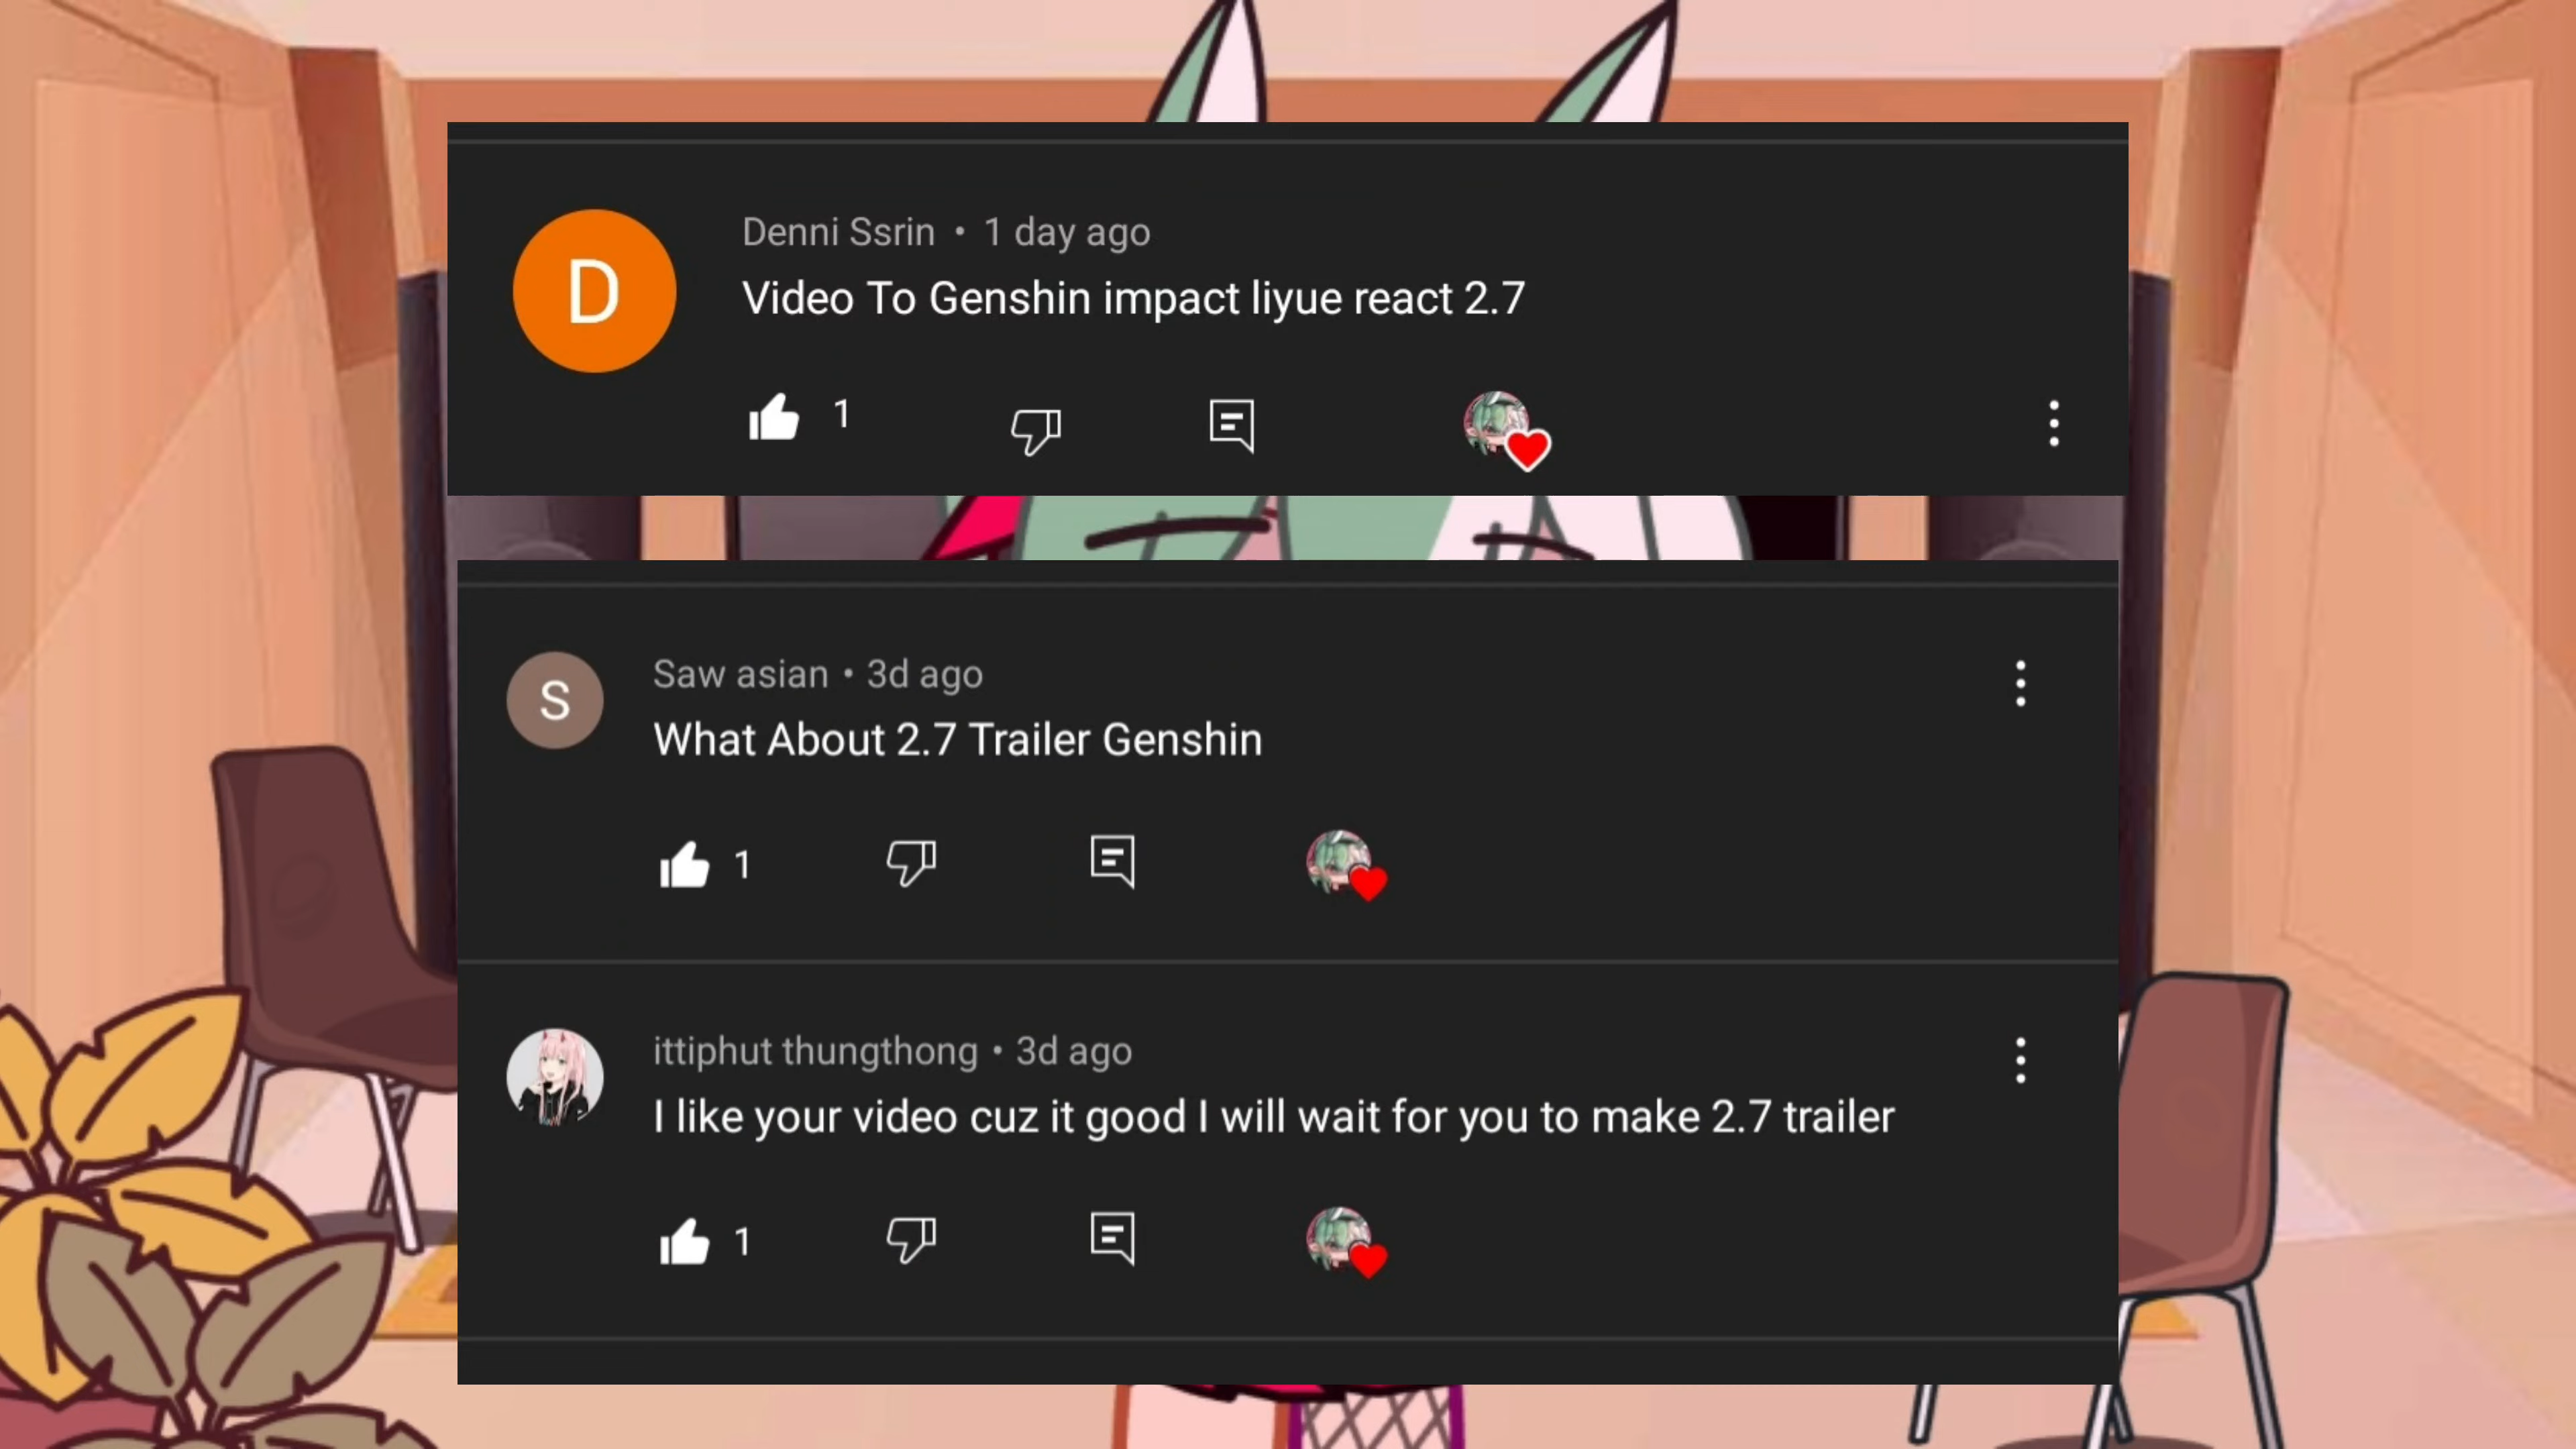 D
Denni Ssrin • 1 day ago
Video To Genshin impact liyue react 2.7
1
S
Saw asian • 3d ago
What About 2.7 Trailer Genshin
1
ittiphut thungthong • 3d ago
I like your video cuz it good I will wait for you to make 2.7 trailer
1